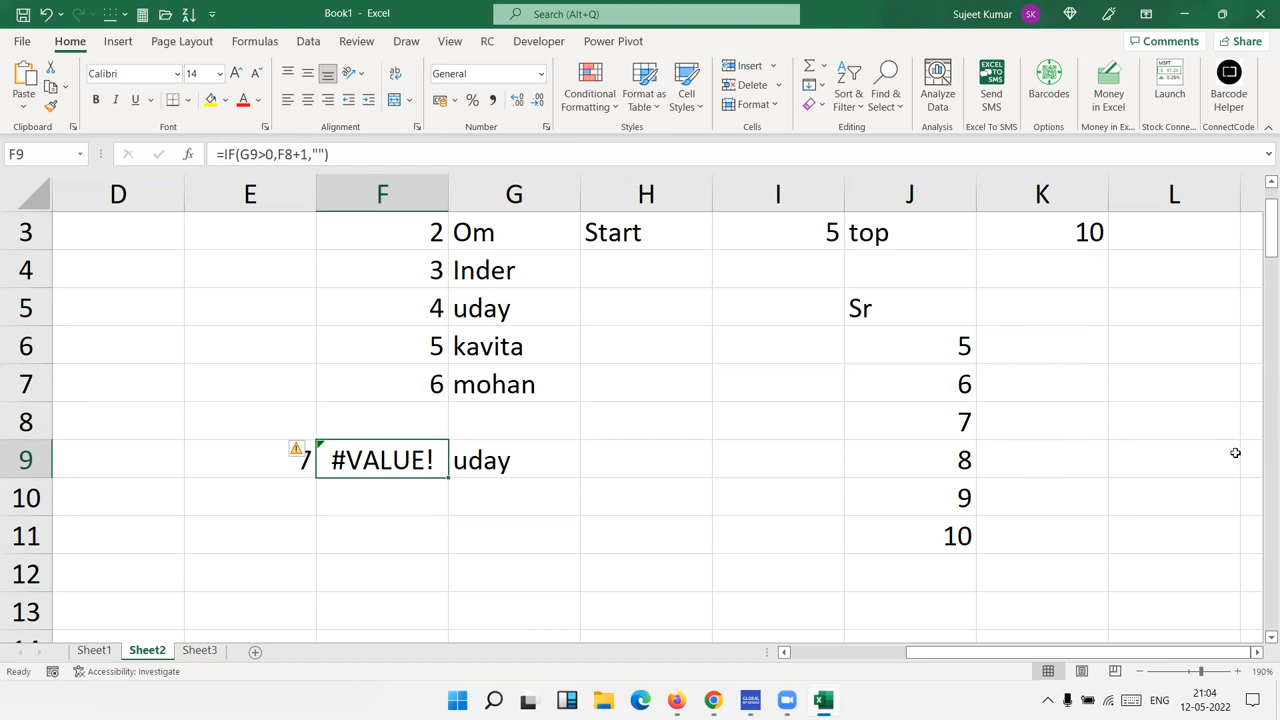 Book1 - Excel
Search (Alt+Q)
Sujeet Kumar
SK
File Home Insert Page Layout Formulas Data Review Draw View RC Developer Power Pivot
Comments Share
Paste
Calibri 14
B I U
General
Conditional Formatting
Format as Table
Cell Styles
Insert
Delete
Format
Sort & Filter
Find & Select
Analyze Data
Excel To SMS
Send SMS
Barcodes
Money in Excel
Launch
Barcode Helper
Clipboard Font Alignment Number Styles Cells Editing Analysis Excel To SMS Options Money in Ex... Stock Connec... ConnectCode
F9 fx =IF(G9>0,F8+1,"")
D E F G H I J K L
3 2 Om Start 5 top 10
4 3 Inder
5 4 uday Sr
6 5 kavita 5
7 6 mohan 6
8 7
9 7 #VALUE! uday 8
10 9
11 10
12
13
14
Sheet1 Sheet2 Sheet3
Ready Accessibility: Investigate 190%
ENG
21:04
12-05-2022